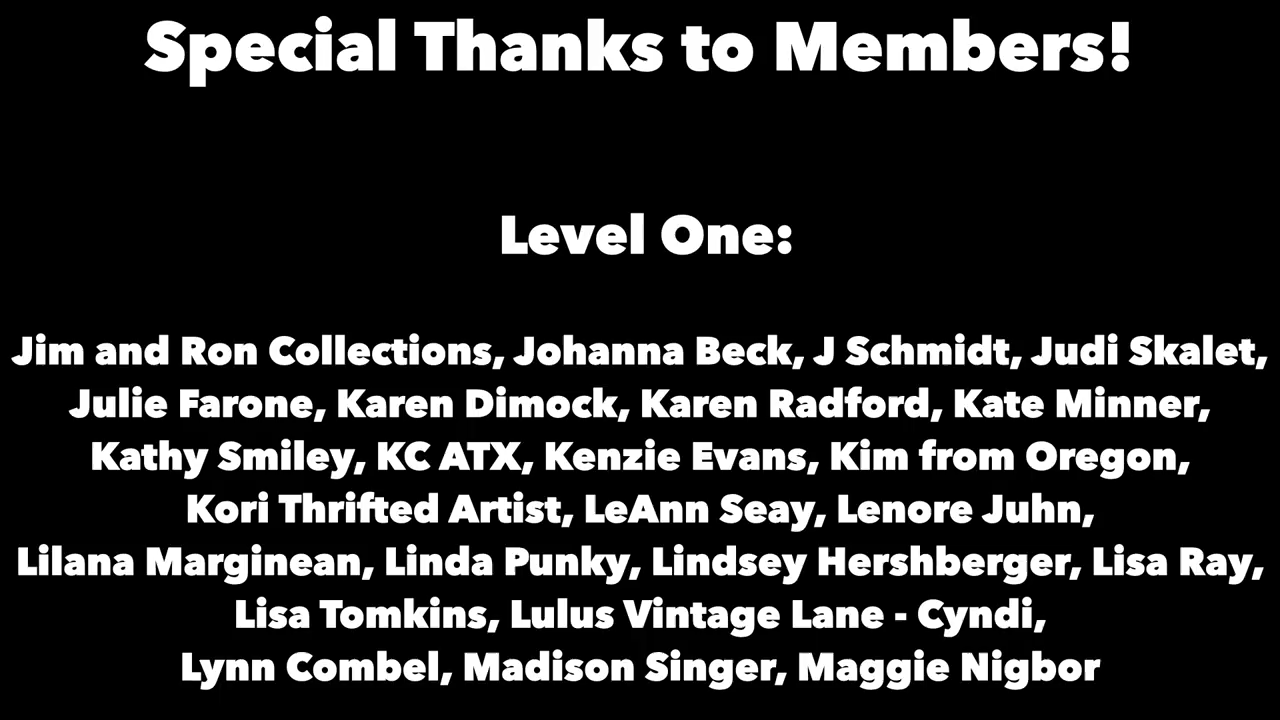 Special Thanks to Members!
Level One:
Jim and Ron Collections, Johanna Beck, J Schmidt, Judi Skalet,
Julie Farone, Karen Dimock, Karen Radford, Kate Minner,
Kathy Smiley, KC ATX, Kenzie Evans, Kim from Oregon,
Kori Thrifted Artist, LeAnn Seay, Lenore Juhn,
Lilana Marginean, Linda Punky, Lindsey Hershberger, Lisa Ray,
Lisa Tomkins, Lulus Vintage Lane - Cyndi,
Lynn Combel, Madison Singer, Maggie Nigbor